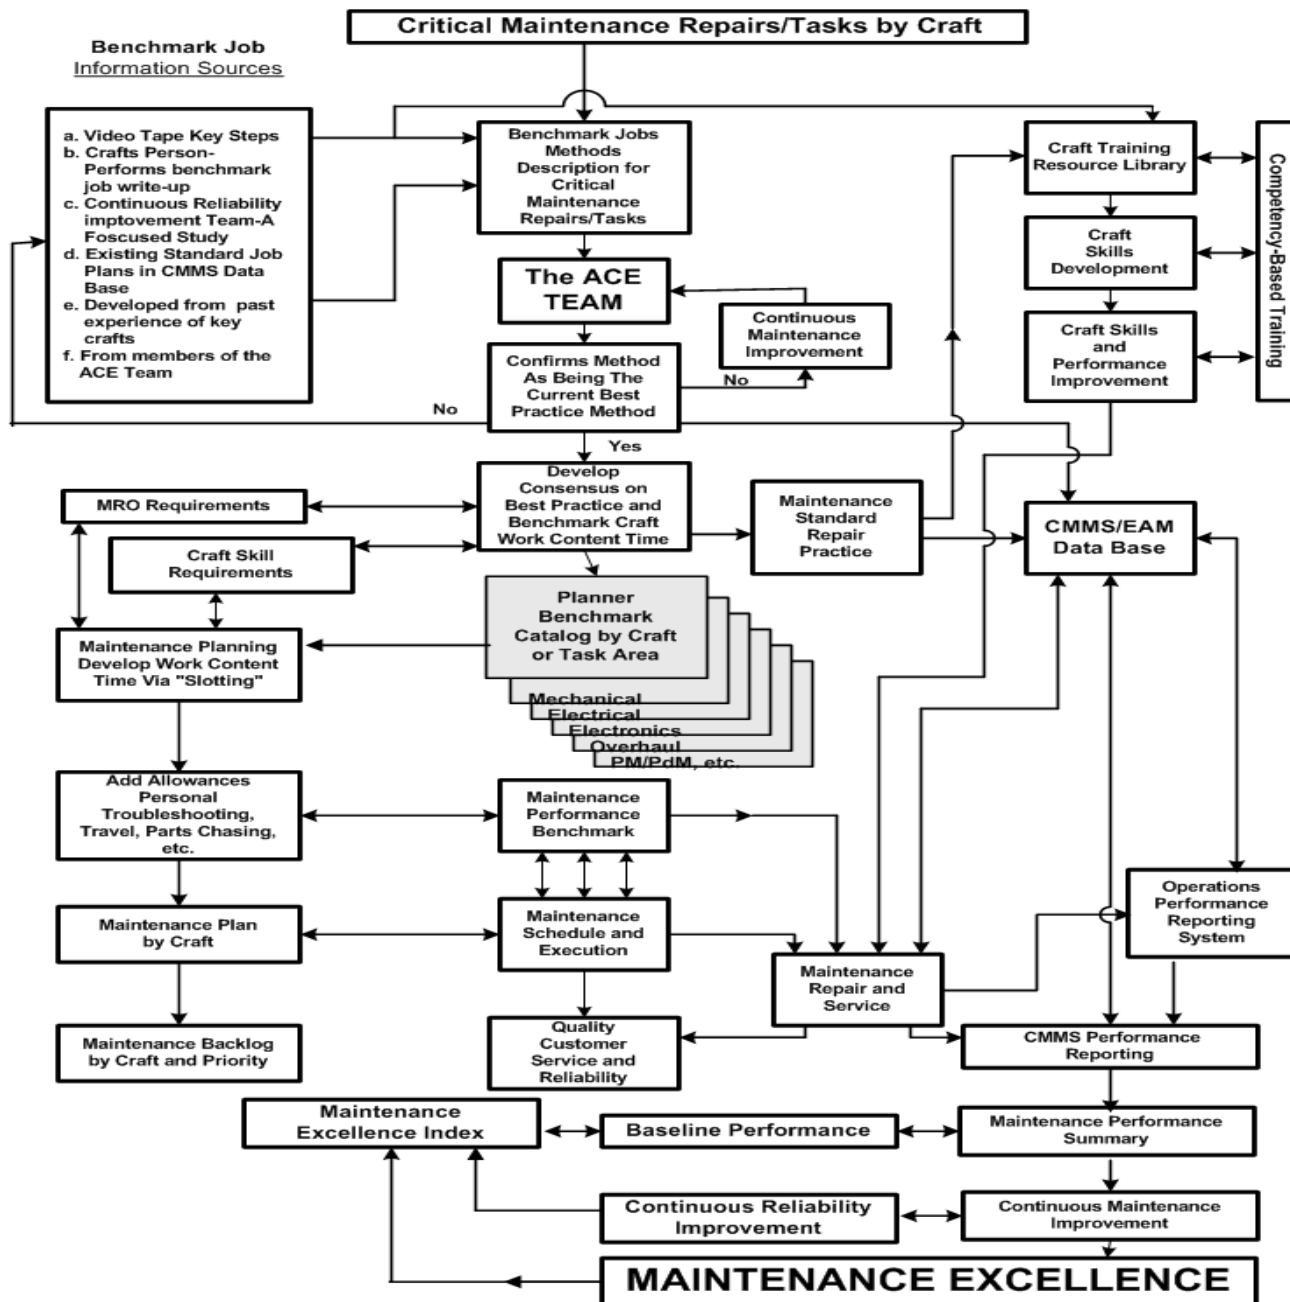 Critical Maintenance Repairs/Tasks by Craft
Benchmark Job
Information Sources
a. Video Tape Key Steps
b. Crafts Person-
Performs benchmark
job write-up
c. Continuous Reliability
imptovement Team-A
Foscused Study
d. Existing Standard Job
Plans in CMMS Data
Base
e. Developed from past
experience of key
crafts
f. From members of the
ACE Team
Benchmark Jobs
Methods
Description for
Critical
Maintenance
Repairs/Tasks
Craft Training
Resource Library
Competency-Based Training
Craft
Skills
Development
The ACE
TEAM
Continuous
Maintenance
Improvement
Craft Skills
and
Performance
Improvement
Confirms Method
As Being The
Current Best
Practice Method
No
No
Yes
Develop
Consensus on
Best Practice and
Benchmark Craft
Work Content Time
MRO Requirements
Craft Skill
Requirements
Maintenance
Standard
Repair
Practice
CMMS/EAM
Data Base
Planner
Benchmark
Catalog by Craft
or Task Area
Mechanical
Electrical
Electronics
Overhaul
PM/PdM, etc.
Maintenance Planning
Develop Work Content
Time Via "Slotting"
Add Allowances
Personal
Troubleshooting,
Travel, Parts Chasing,
etc.
Maintenance
Performance
Benchmark
Maintenance Plan
by Craft
Maintenance
Schedule and
Execution
Operations
Performance
Reporting
System
Maintenance
Repair and
Service
Maintenance Backlog
by Craft and Priority
Quality
Customer
Service and
Reliability
CMMS Performance
Reporting
Maintenance
Excellence Index
Baseline Performance
Maintenance Performance
Summary
Continuous Reliability
Improvement
Continuous Maintenance
Improvement
MAINTENANCE EXCELLENCE